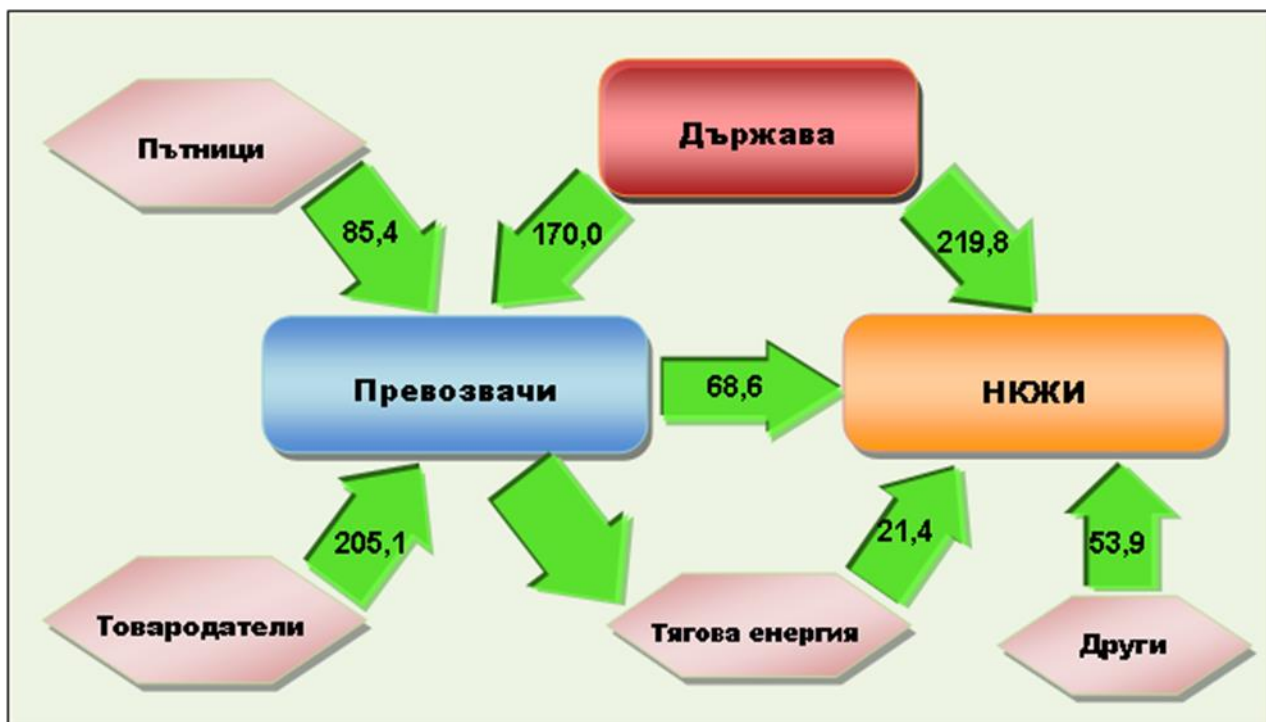 Държава
Пътници
85,4
170,0
219,8
Превозвачи
68,6
НКЖИ
205,1
21,4
53,9
Товародатели
Тягова енергия
Други